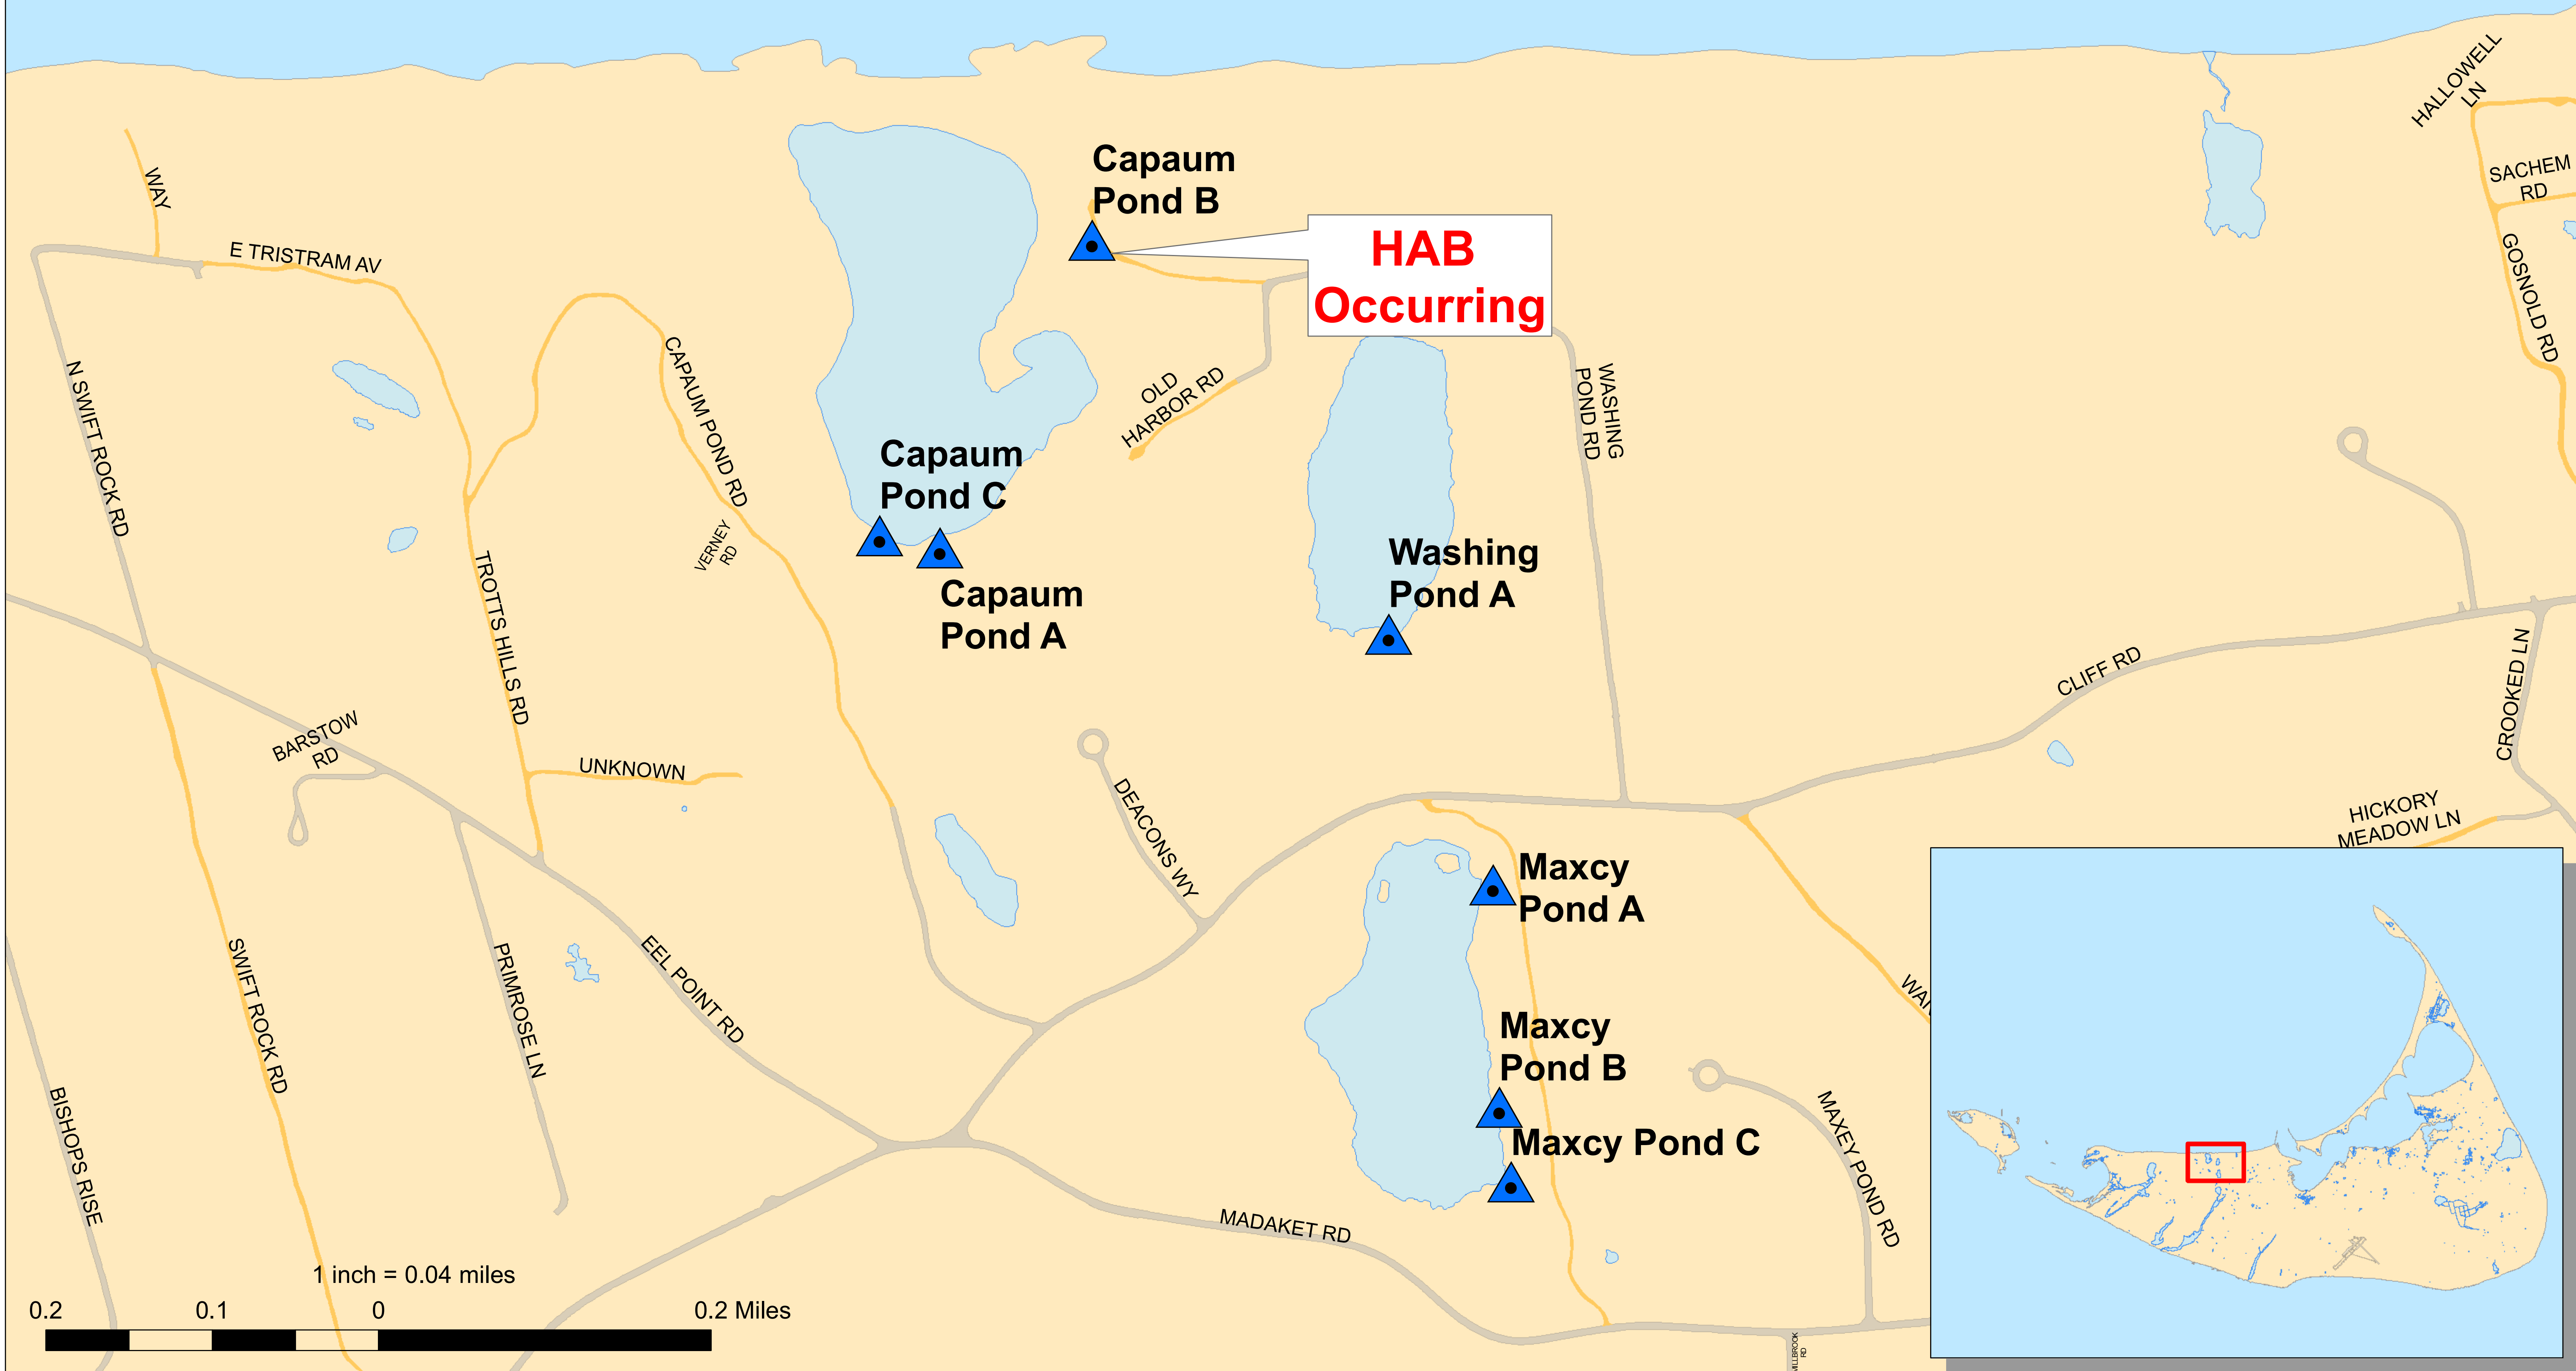 HALLOWELL
LN
Capaum
Pond B
WAY
SACHEM
RD
E TRISTRAM AV
HAB
Occurring
GOSNOLD RD
N SWIFT ROCK RD
CAPAUM POND RD
OLD
HARBOR RD
WASHING
POND RD
Capaum
Pond C
VERNEY
RD
Washing
Pond A
Capaum
Pond A
TROTTS HILLS RD
CLIFF RD
CROOKED LN
BARSTOW
RD
UNKNOWN
DEACONS WY
HICKORY
MEADOW LN
Maxcy
Pond A
SWIFT ROCK RD
PRIMROSE LN
EEL POINT RD
WAN
Maxcy
Pond B
Maxcy Pond C
BISHOPS RISE
MAXEY POND RD
MADAKET RD
1 inch = 0.04 miles
0.2 0.1 0 0.2 Miles
MILLBROOK
RD